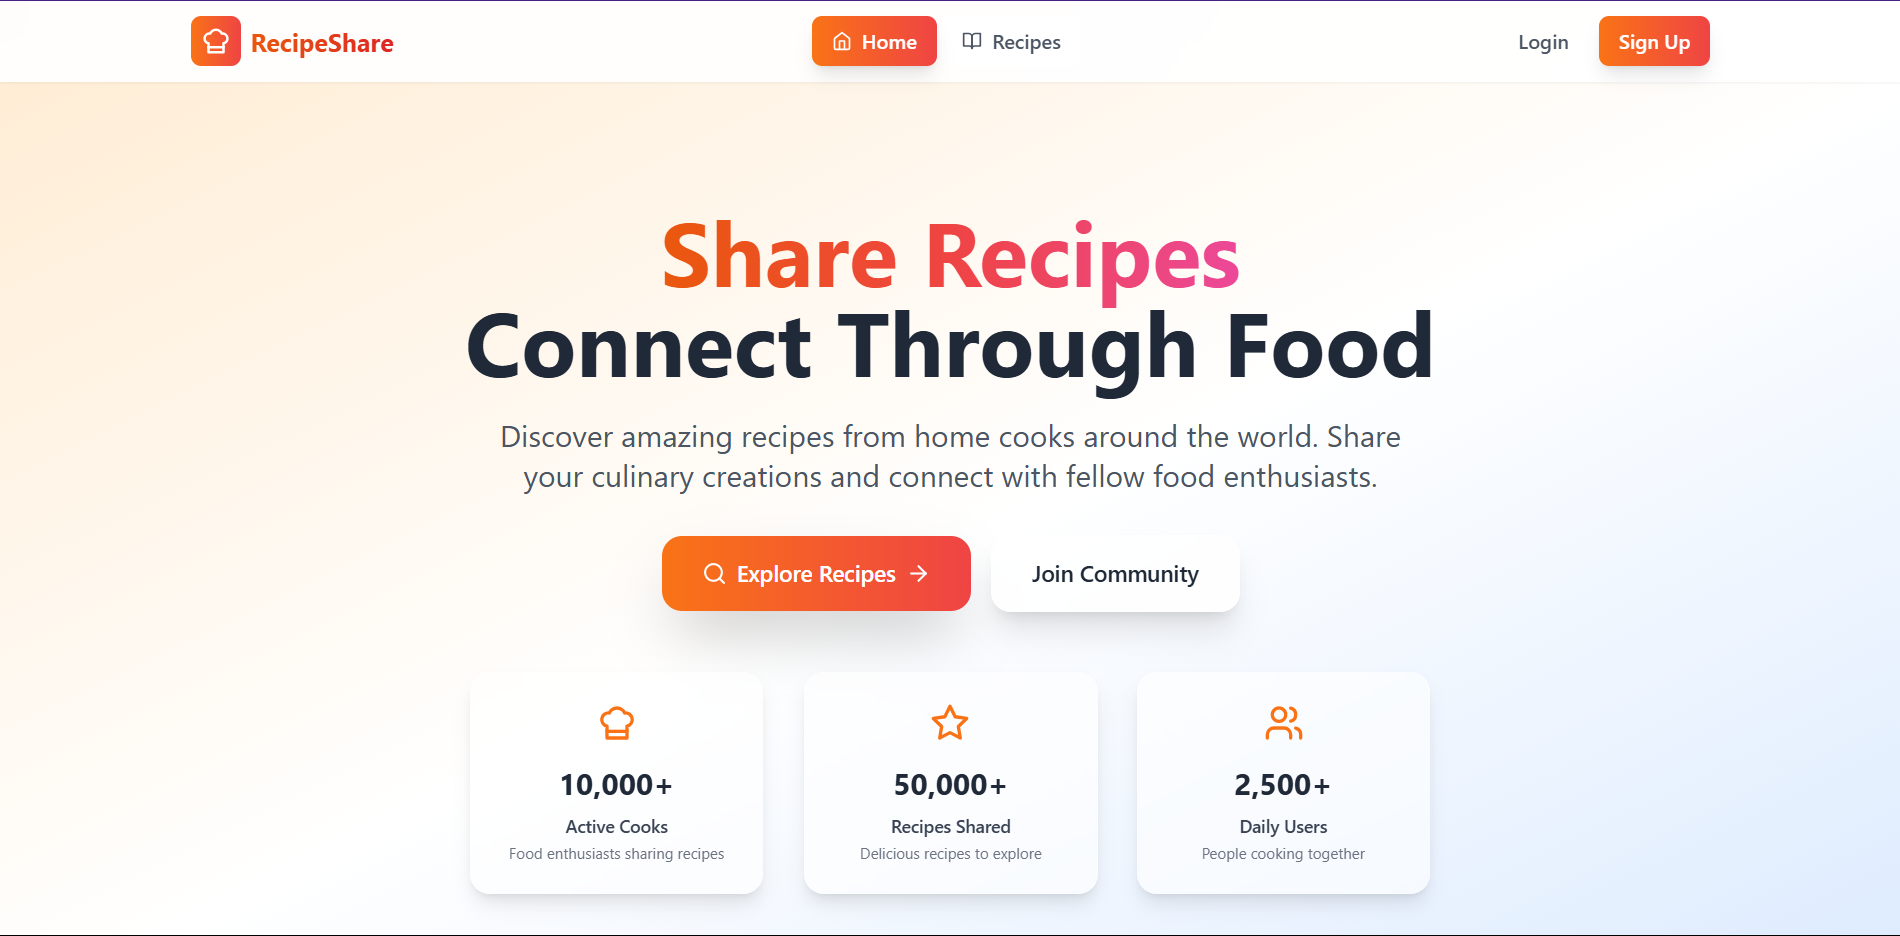 RecipeShare
Home
Recipes
Login
Sign Up
Share Recipes
Connect Through Food
Discover amazing recipes from home cooks around the world. Share
your culinary creations and connect with fellow food enthusiasts.
Explore Recipes
Join Community
10,000+
Active Cooks
Food enthusiasts sharing recipes
50,000+
Recipes Shared
Delicious recipes to explore
2,500+
Daily Users
People cooking together